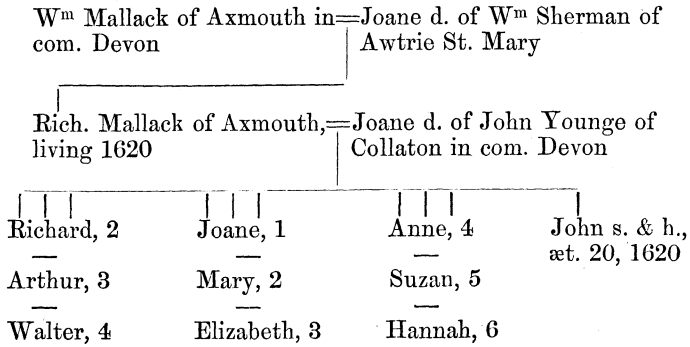 Wᵐ Mallack of Axmouth in=Joane d. of Wᵐ Sherman of
com. Devon Awtrie St. Mary
Rich. Mallack of Axmouth,=Joane d. of John Younge of
living 1620 Collaton in com. Devon
Richard, 2 Joane, 1 Anne, 4 John s. & h.,
Arthur, 3 Mary, 2 Suzan, 5 æt. 20, 1620
Walter, 4 Elizabeth, 3 Hannah, 6